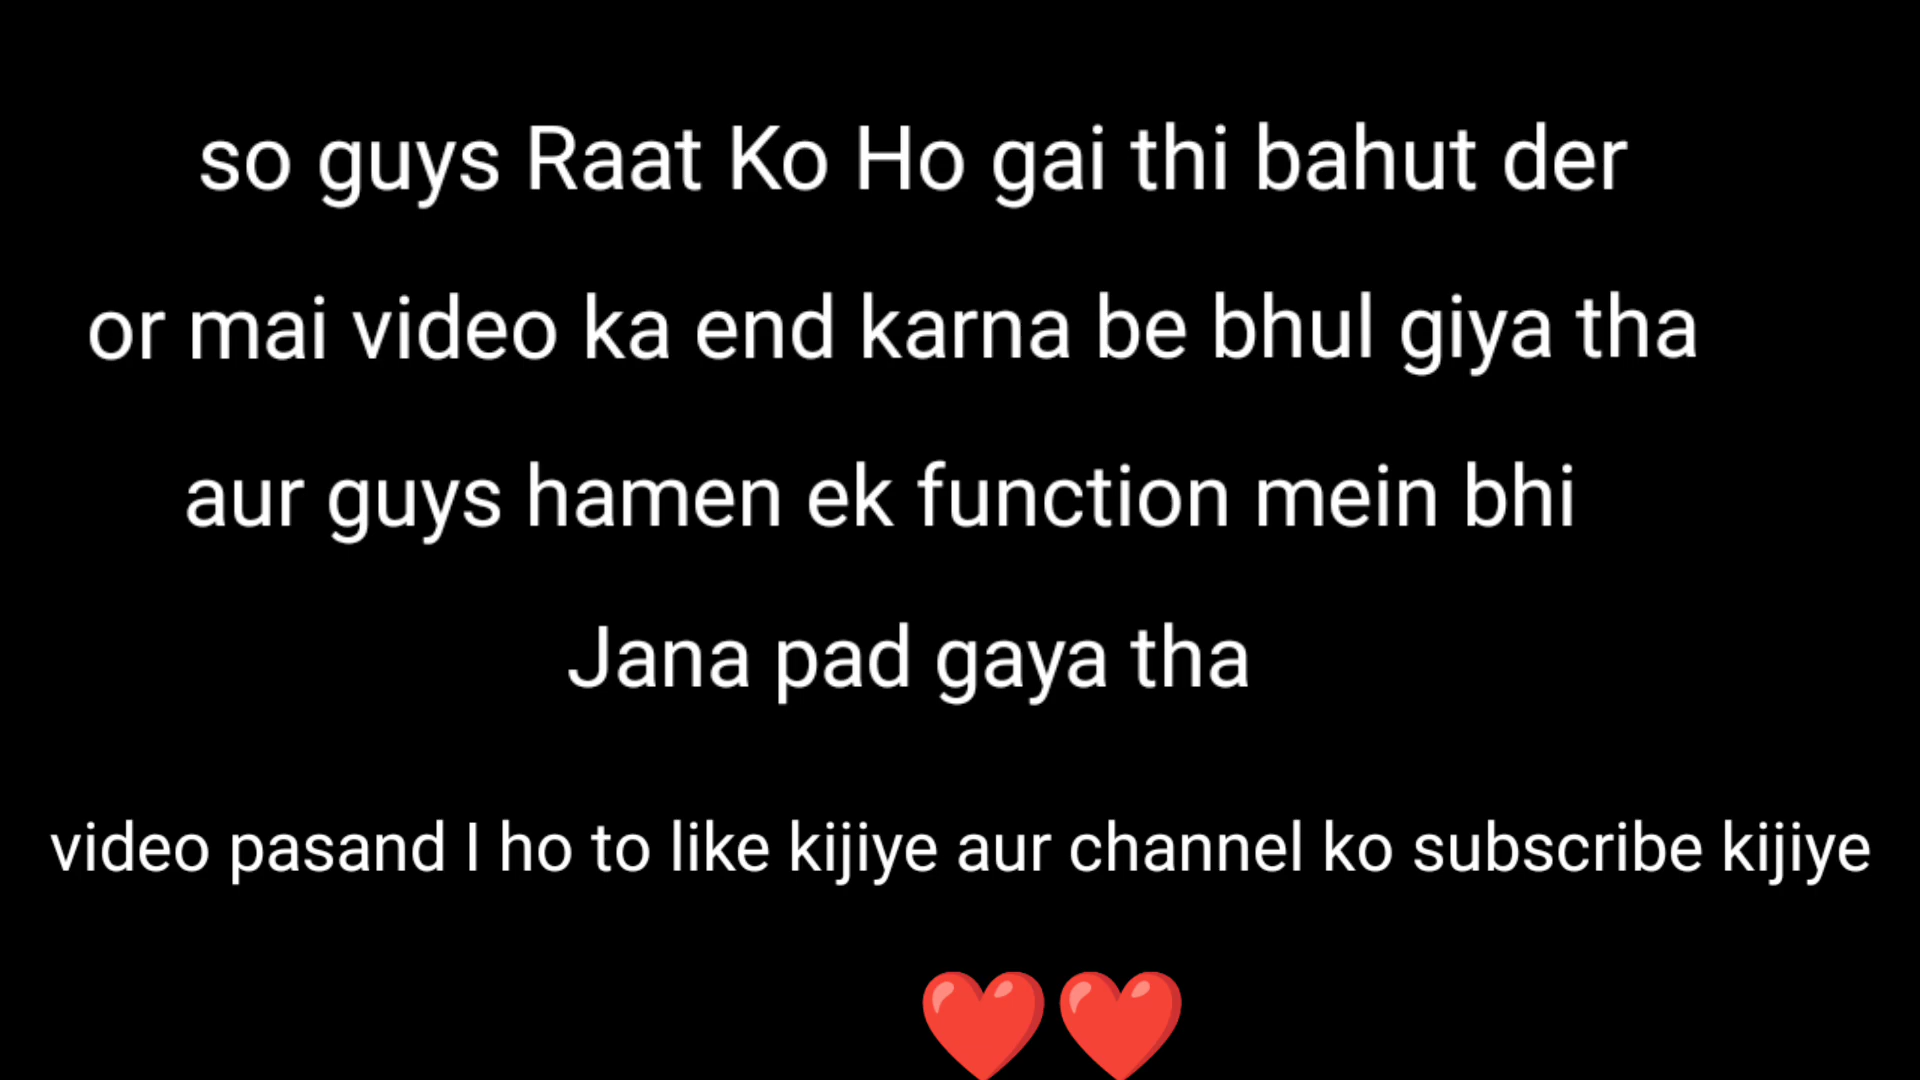 so guys Raat Ko Ho gai thi bahut der
or mai video ka end karna be bhul giya tha
aur guys hamen ek function mein bhi
Jana pad gaya tha
video pasand I ho to like kijiye aur channel ko subscribe kijiye
❤️❤️